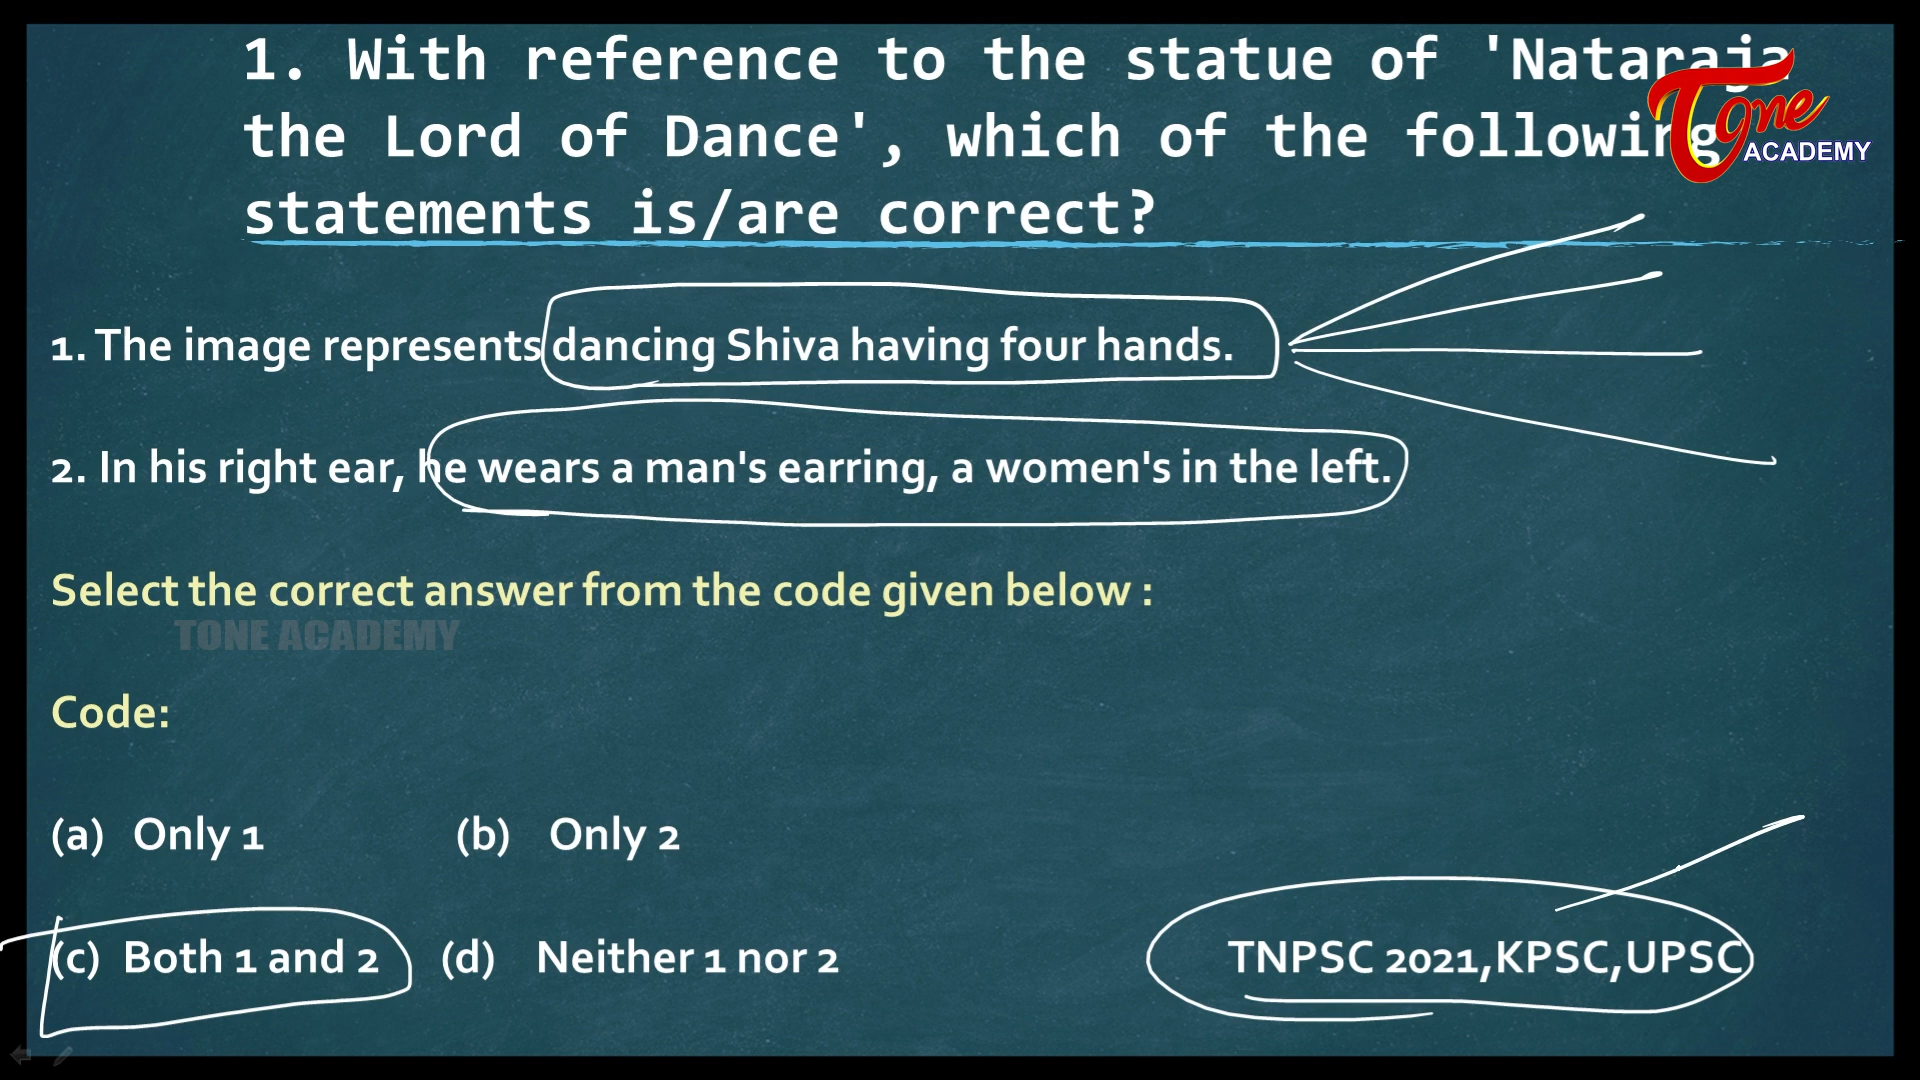 1. With reference to the statue of 'Nataraja
the Lord of Dance', which of the following
statements is/are correct?
Tone
ACADEMY
1. The image represents dancing Shiva having four hands.
2. In his right ear, he wears a man's earring, a women's in the left.
Select the correct answer from the code given below :
TONE ACADEMY
Code:
(a) Only 1 (b) Only 2
(c) Both 1 and 2 (d) Neither 1 nor 2 TNPSC 2021,KPSC,UPSC